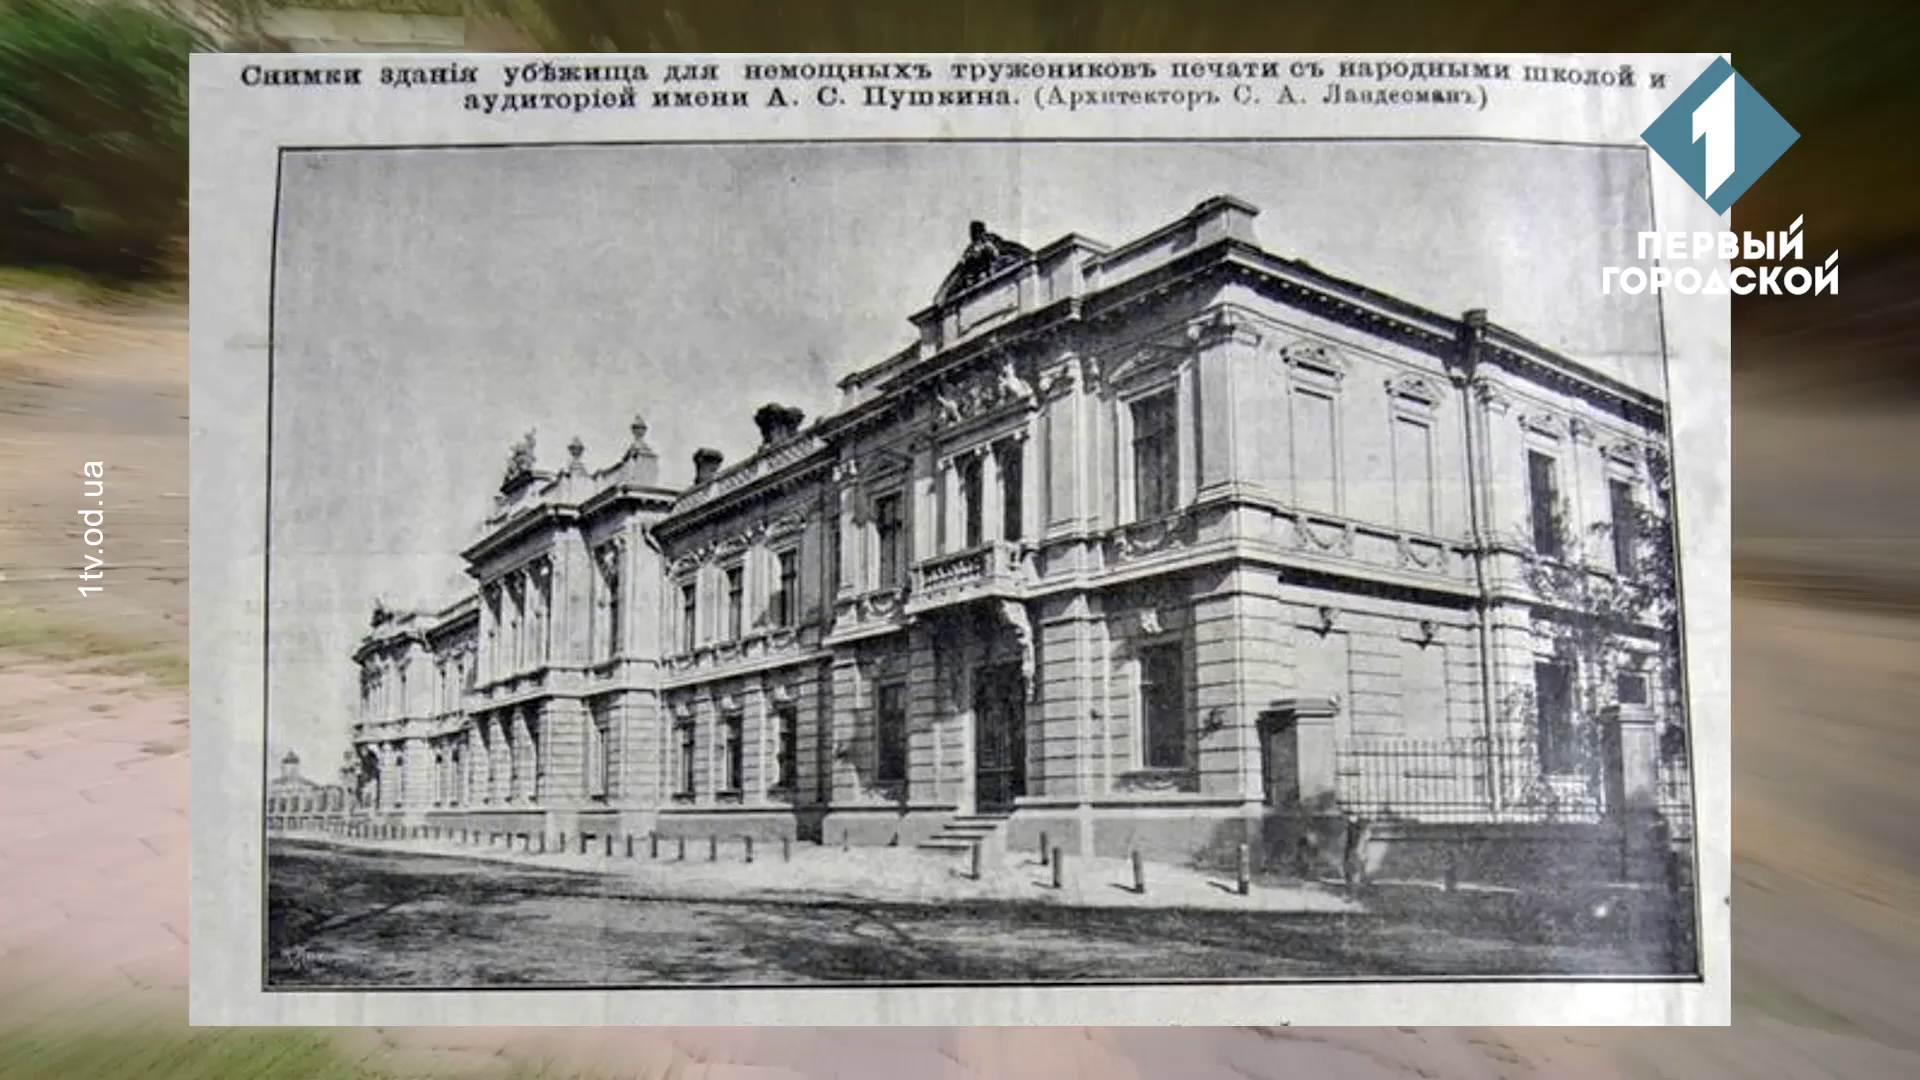 Снимки зданія убѣжища для немощныхъ тружениковъ печати съ народными школой и
аудиторіей имени А. С. Пушкина. (Архитекторъ С. А. Ландесманъ)
1
ПЕРВЫЙ
ГОРОДСКОЙ
1tv.od.ua